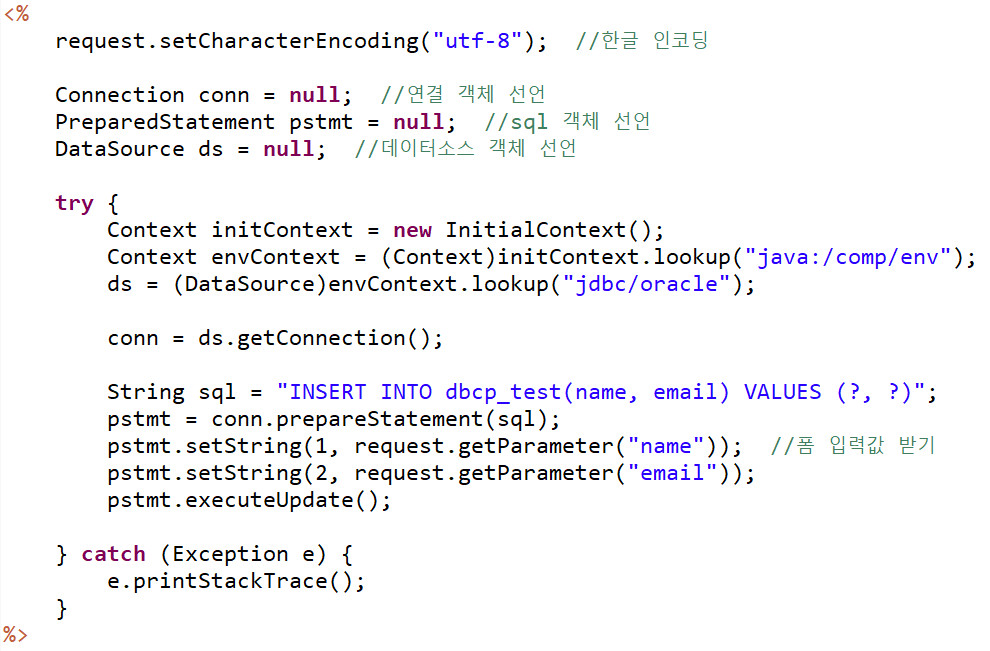 <%
request.setCharacterEncoding("utf-8");  //한글 인코딩
Connection conn = null;  //연결 객체 선언
PreparedStatement pstmt = null;  //sql 객체 선언
DataSource ds = null;  //데이터소스 객체 선언
try {
Context initContext = new InitialContext();
Context envContext = (Context)initContext.lookup("java:/comp/env");
ds = (DataSource)envContext.lookup("jdbc/oracle");
conn = ds.getConnection();
String sql = "INSERT INTO dbcp_test(name, email) VALUES (?, ?)";
pstmt = conn.prepareStatement(sql);
pstmt.setString(1, request.getParameter("name"));  //폼 입력값 받기
pstmt.setString(2, request.getParameter("email"));
pstmt.executeUpdate();
} catch (Exception e) {
e.printStackTrace();
}
%>